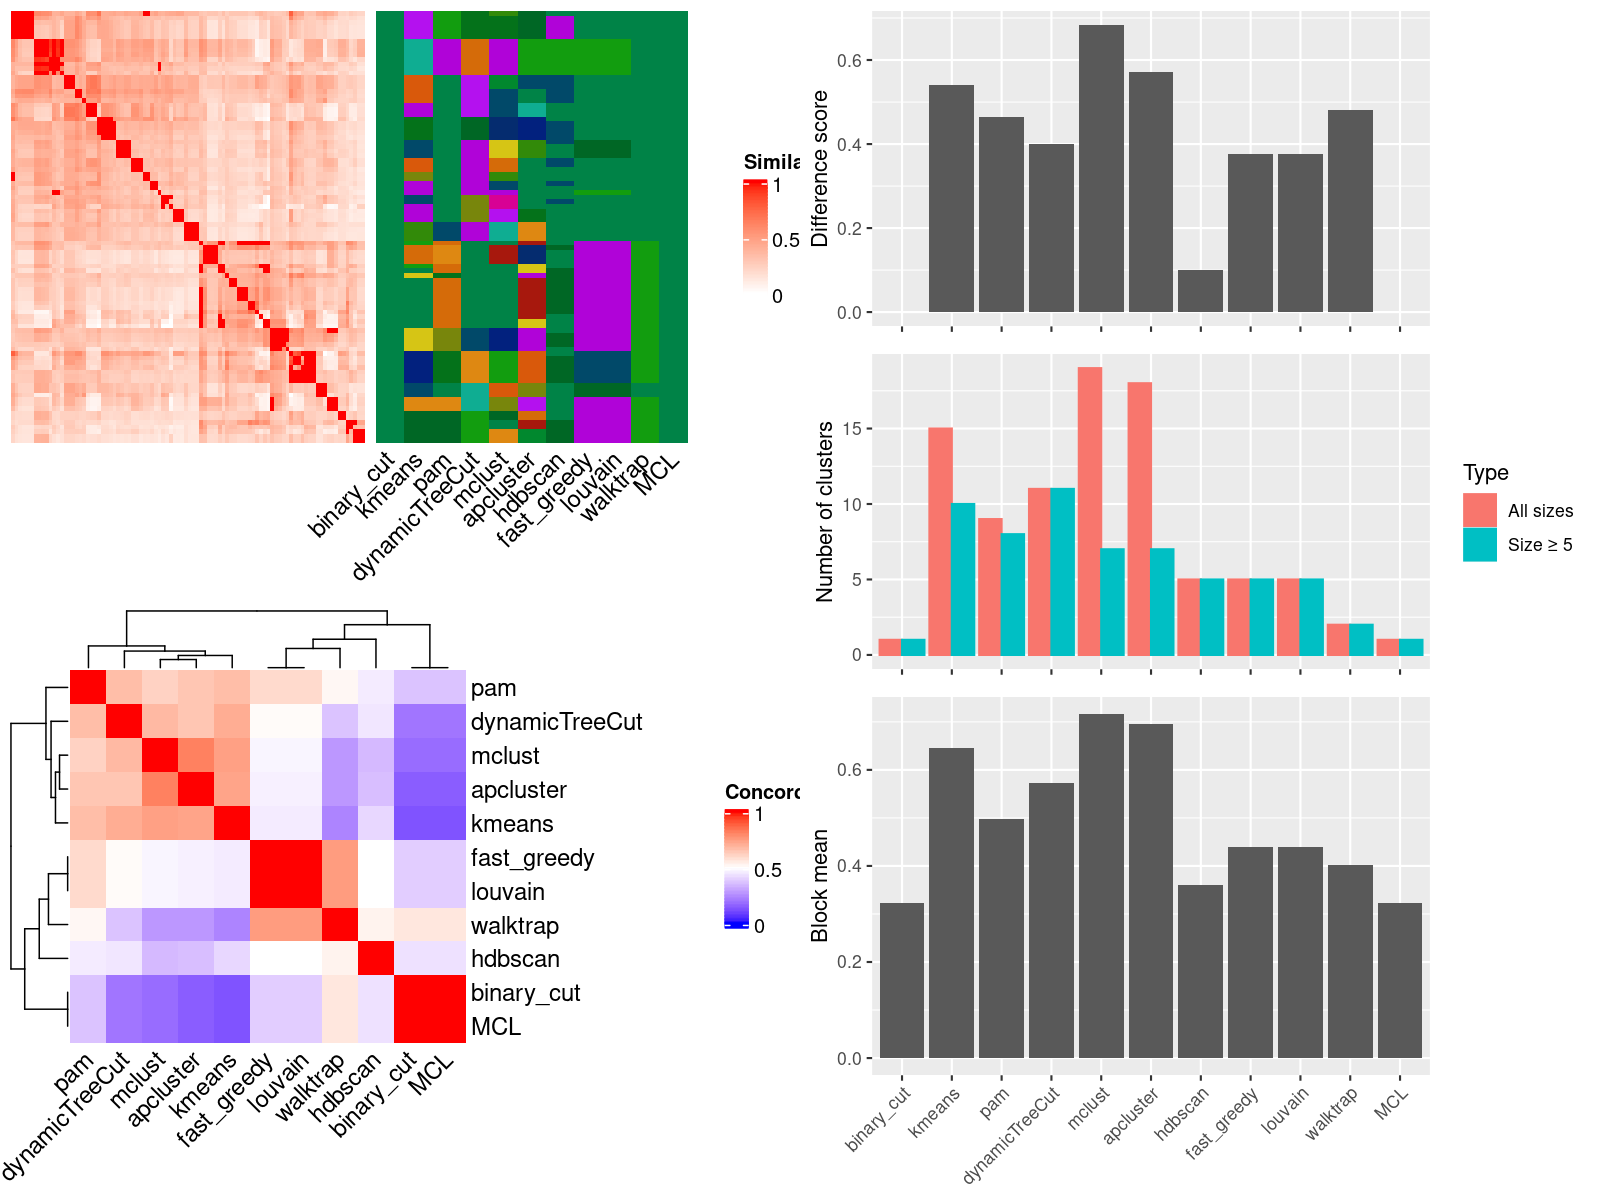 Simila
1
0.5
0
binary_cut
kmeans
pam
dynamicTreeCut
mclust
apcluster
hdbscan
fast_greedy
louvain
walktrap
MCL
pam
dynamicTreeCut
mclust
apcluster
kmeans
fast_greedy
louvain
walktrap
hdbscan
binary_cut
MCL
pam
dynamicTreeCut
mclust
apcluster
kmeans
fast_greedy
louvain
walktrap
hdbscan
binary_cut
MCL
Concord
1
0.5
0
Difference score
0.6
0.4
0.2
0.0
Number of clusters
15
10
5
0
Type
All sizes
Size ≥ 5
Block mean
0.6
0.4
0.2
0.0
binary_cut
kmeans
pam
dynamicTreeCut
mclust
apcluster
hdbscan
fast_greedy
louvain
walktrap
MCL